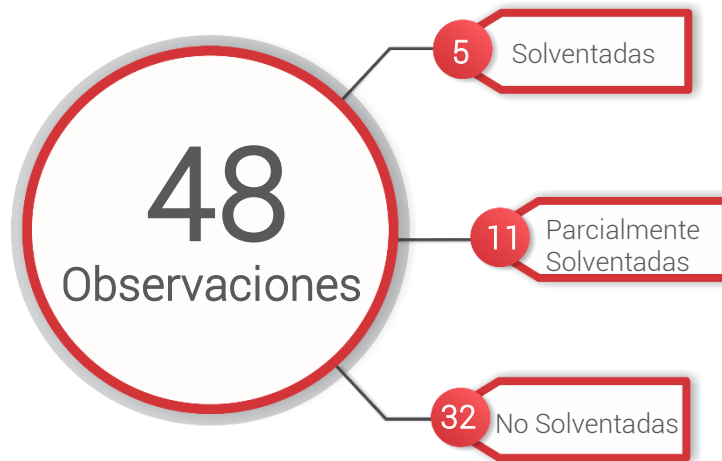 48
Observaciones
5
Solventadas
11
Parcialmente
Solventadas
32
No Solventadas